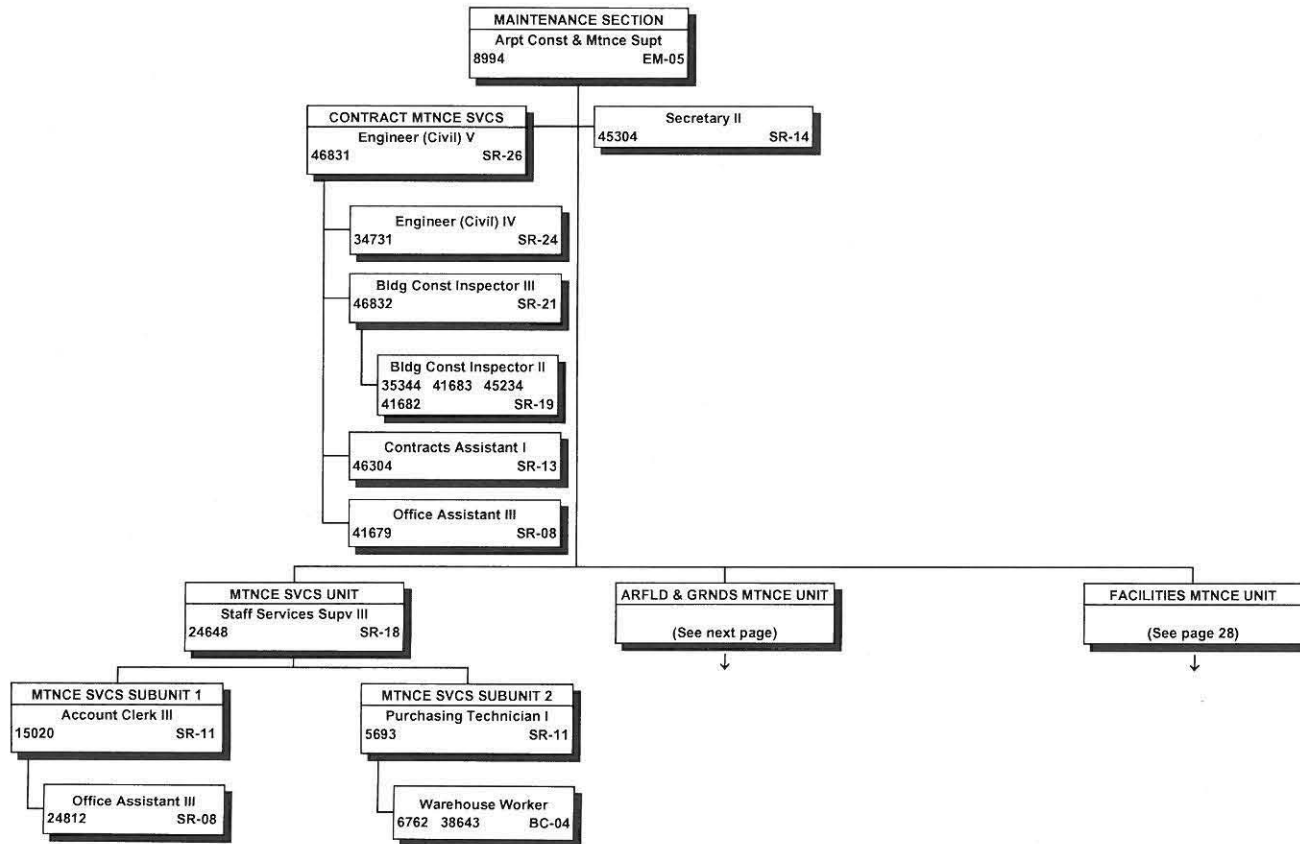 MAINTENANCE SECTION
Arpt Const & Mtnce Supt
8994 EM-05
CONTRACT MTNCE SVCS
Engineer (Civil) V
46831 SR-26
Secretary II
45304 SR-14
Engineer (Civil) IV
34731 SR-24
Bldg Const Inspector III
46832 SR-21
Bldg Const Inspector II
35344 41683 45234
41682 SR-19
Contracts Assistant I
46304 SR-13
Office Assistant III
41679 SR-08
MTNCE SVCS UNIT
Staff Services Supv III
24648 SR-18
ARFLD & GRNDS MTNCE UNIT
(See next page)
↓
FACILITIES MTNCE UNIT
(See page 28)
↓
MTNCE SVCS SUBUNIT 1
Account Clerk III
15020 SR-11
MTNCE SVCS SUBUNIT 2
Purchasing Technician I
5693 SR-11
Office Assistant III
24812 SR-08
Warehouse Worker
6762 38643 BC-04